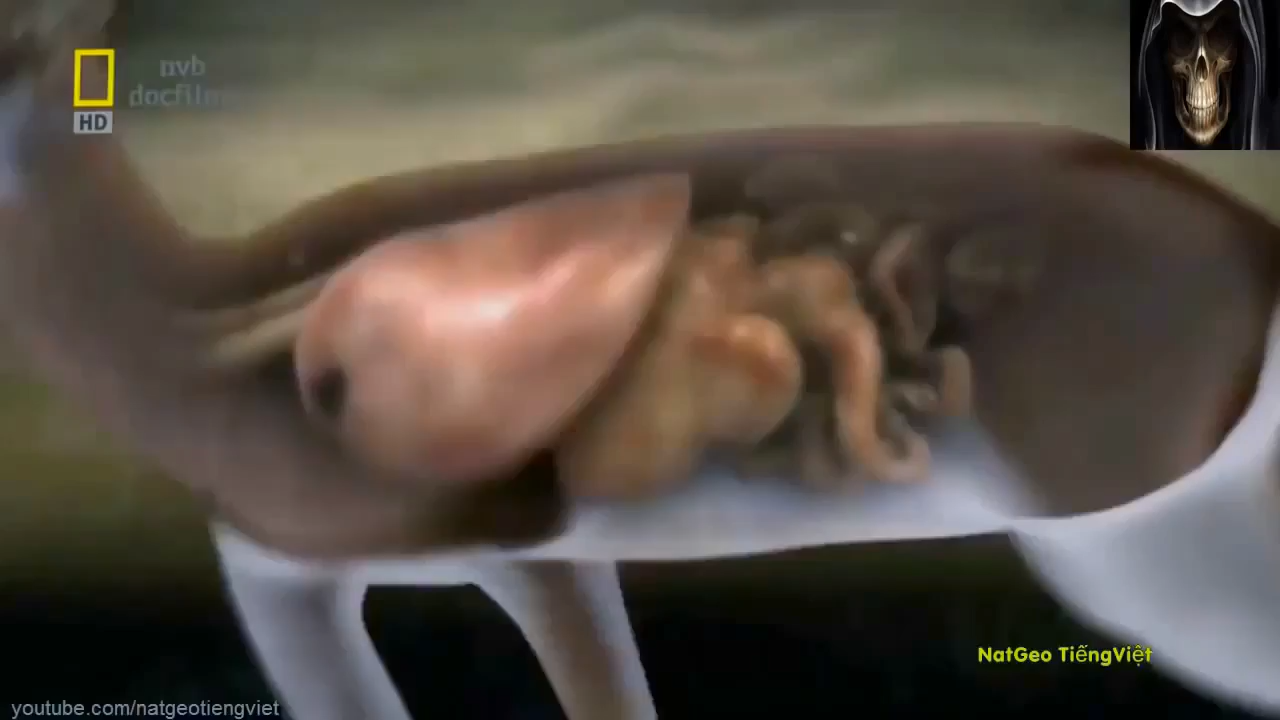 nvb
docfilm
HD
NatGeo TiếngViệt
youtube.com/natgeotiengviet